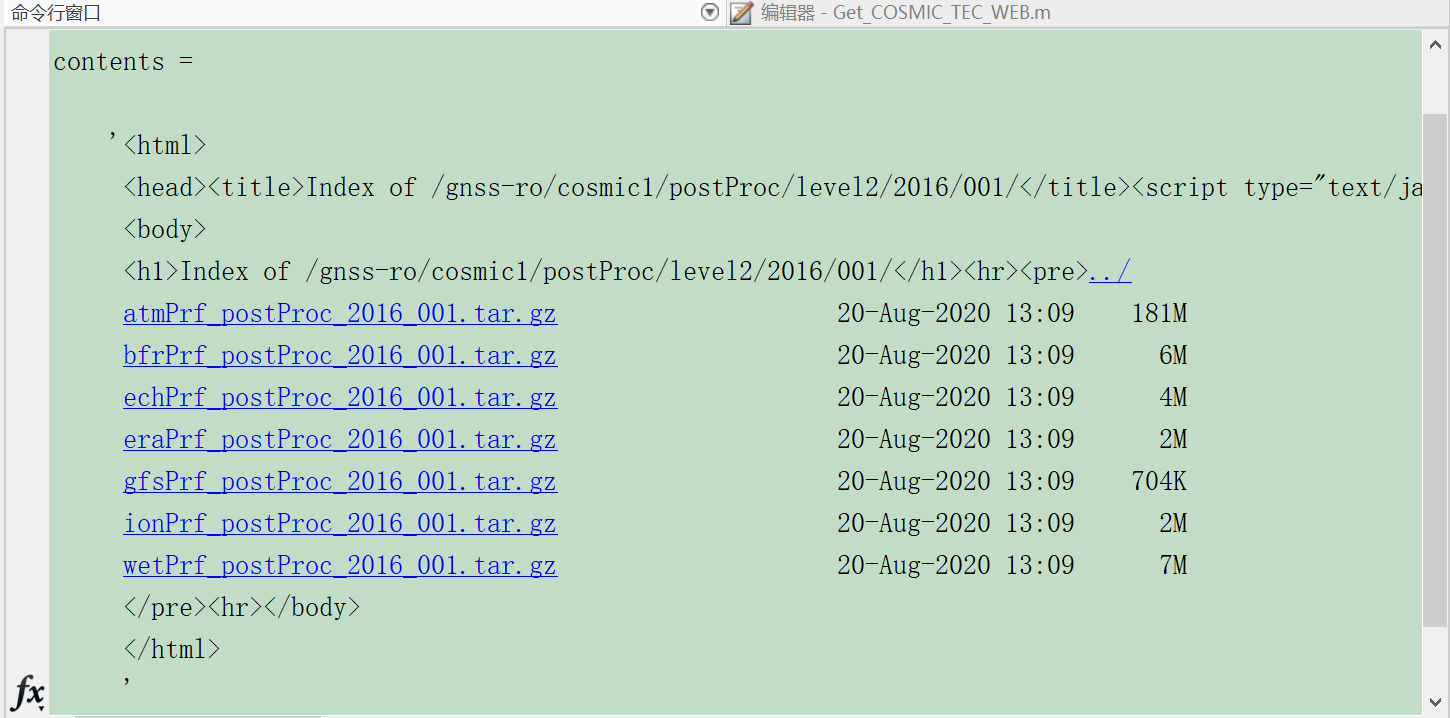 命令行窗口
编辑器 - Get_COSMIC_TEC_WEB.m
contents =
'<html>
<head><title>Index of /gnss-ro/cosmic1/postProc/level2/2016/001/</title><script type="text/ja
<body>
<h1>Index of /gnss-ro/cosmic1/postProc/level2/2016/001/</h1><hr><pre>../
atmPrf_postProc_2016_001.tar.gz 20-Aug-2020 13:09 181M
bfrPrf_postProc_2016_001.tar.gz 20-Aug-2020 13:09 6M
echPrf_postProc_2016_001.tar.gz 20-Aug-2020 13:09 4M
eraPrf_postProc_2016_001.tar.gz 20-Aug-2020 13:09 2M
gfsPrf_postProc_2016_001.tar.gz 20-Aug-2020 13:09 704K
ionPrf_postProc_2016_001.tar.gz 20-Aug-2020 13:09 2M
wetPrf_postProc_2016_001.tar.gz 20-Aug-2020 13:09 7M
</pre><hr></body>
</html>
'
fx